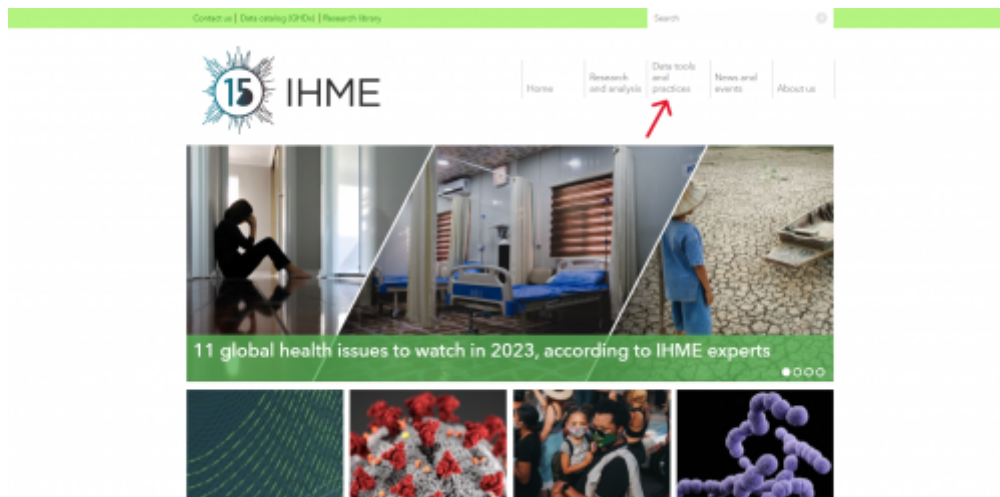 Contact us | Data catalog (GHDx) | Research library
Search
15 IHME
Home
Research and analysis
Data tools and practices
News and events
About us
11 global health issues to watch in 2023, according to IHME experts